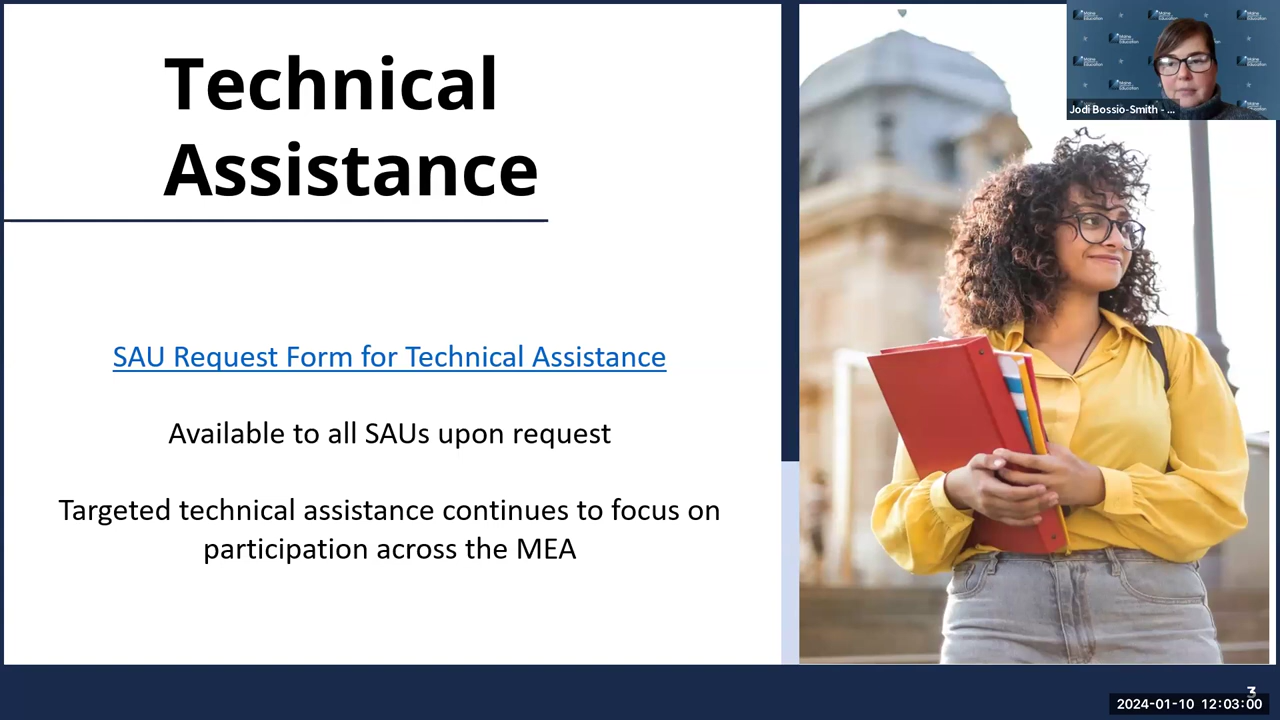 Technical
Assistance
SAU Request Form for Technical Assistance
Available to all SAUs upon request
Targeted technical assistance continues to focus on
participation across the MEA
Jodi Bossio-Smith - ...
3
2024-01-10 12:03:00